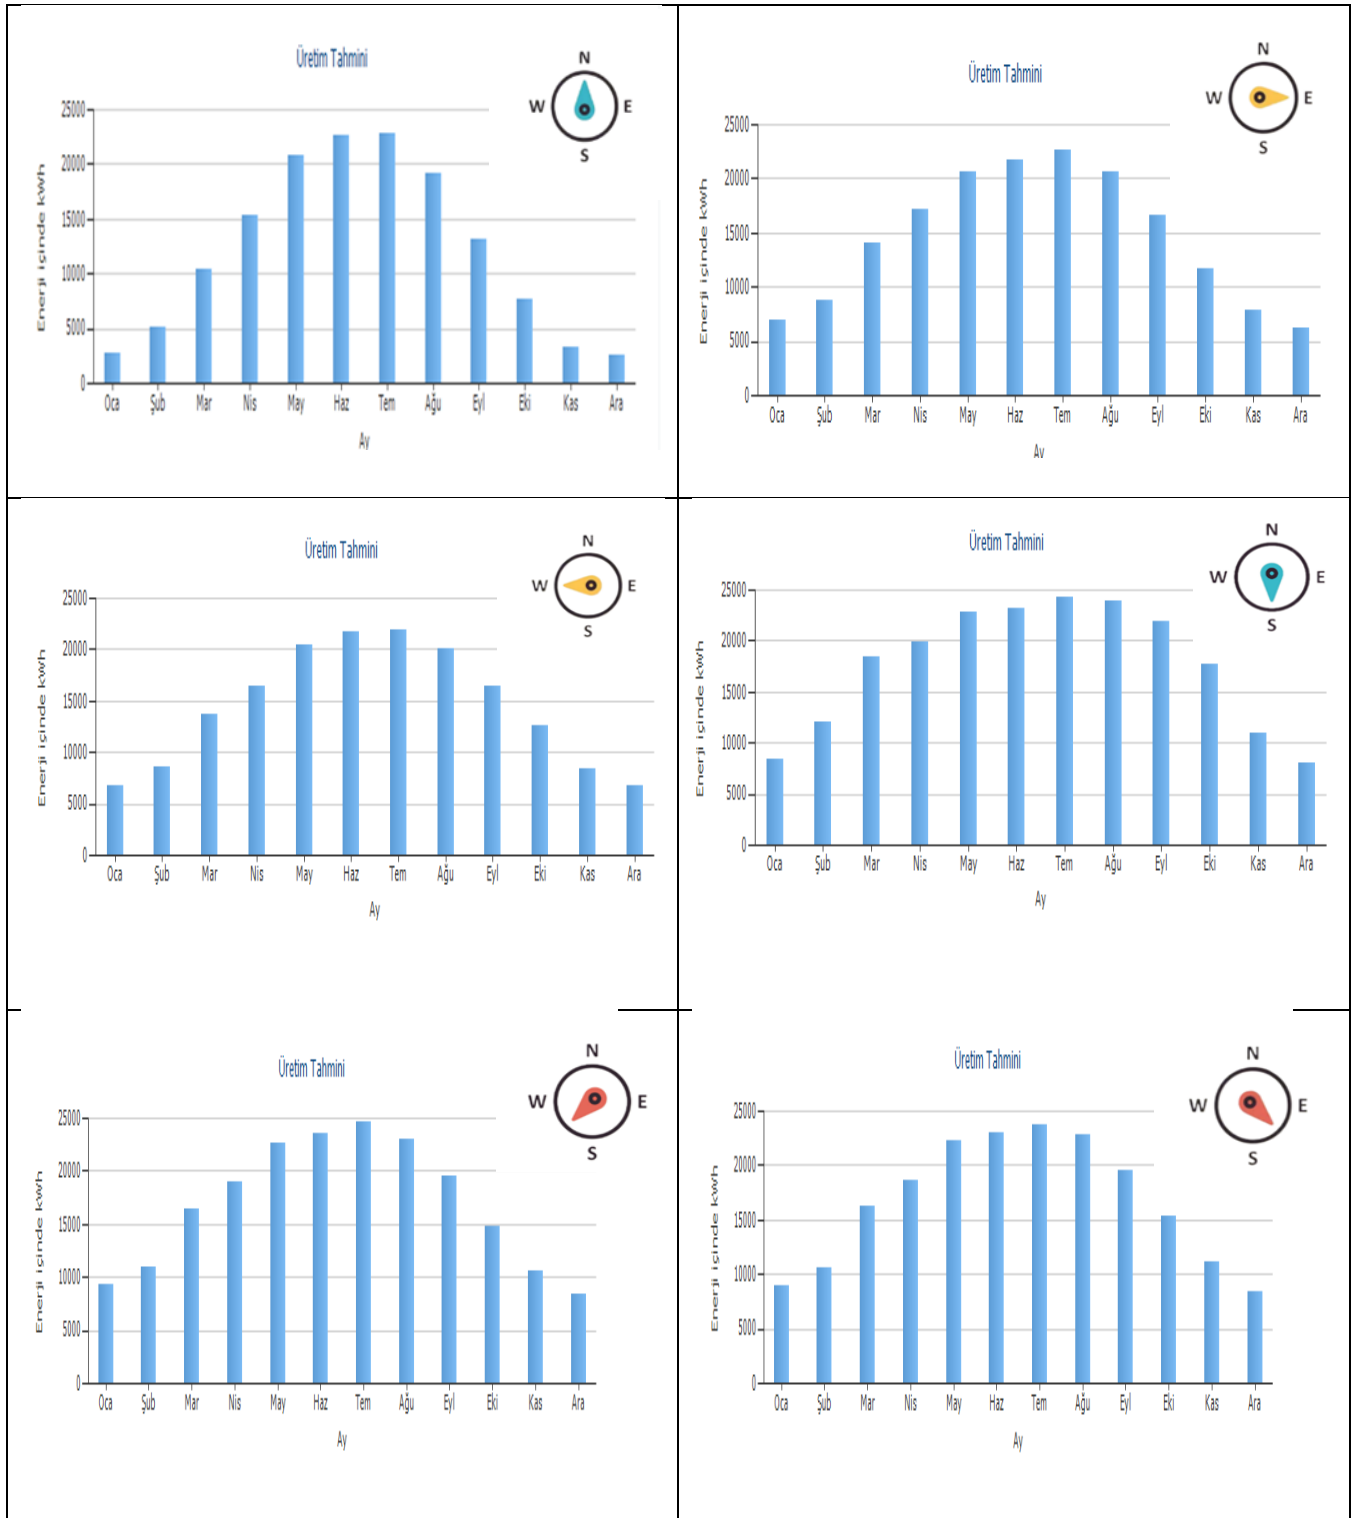 Üretim Tahmini
N
W E
S
25000
20000
15000
10000
5000
0
Enerji içinde kWh
Oca Şub Mar Nis May Haz Tem Ağu Eyl Eki Kas Ara
Ay
Üretim Tahmini
N
W E
S
25000
20000
15000
10000
5000
0
Enerji içinde kWh
Oca Şub Mar Nis May Haz Tem Ağu Eyl Eki Kas Ara
Ay
Üretim Tahmini
N
W E
S
25000
20000
15000
10000
5000
0
Enerji içinde kWh
Oca Şub Mar Nis May Haz Tem Ağu Eyl Eki Kas Ara
Ay
Üretim Tahmini
N
W E
S
25000
20000
15000
10000
5000
0
Enerji içinde kWh
Oca Şub Mar Nis May Haz Tem Ağu Eyl Eki Kas Ara
Ay
Üretim Tahmini
N
W E
S
25000
20000
15000
10000
5000
0
Enerji içinde kWh
Oca Şub Mar Nis May Haz Tem Ağu Eyl Eki Kas Ara
Ay
Üretim Tahmini
N
W E
S
25000
20000
15000
10000
5000
0
Enerji içinde kWh
Oca Şub Mar Nis May Haz Tem Ağu Eyl Eki Kas Ara
Ay